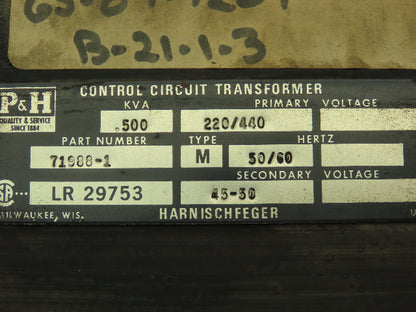 B-21-1-3
CONTROL CIRCUIT TRANSFORMER
P&H
QUALITY & SERVICE
SINCE 1884
KVA PRIMARY VOLTAGE
.500 220/440
PART NUMBER TYPE HERTZ
71988-1 M 50/60
SECONDARY VOLTAGE
LR 29753 45-30
MILWAUKEE, WIS. HARNISCHFEGER